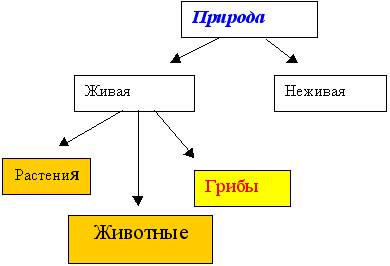 Природа
Живая
Неживая
Растения
Грибы
Животные